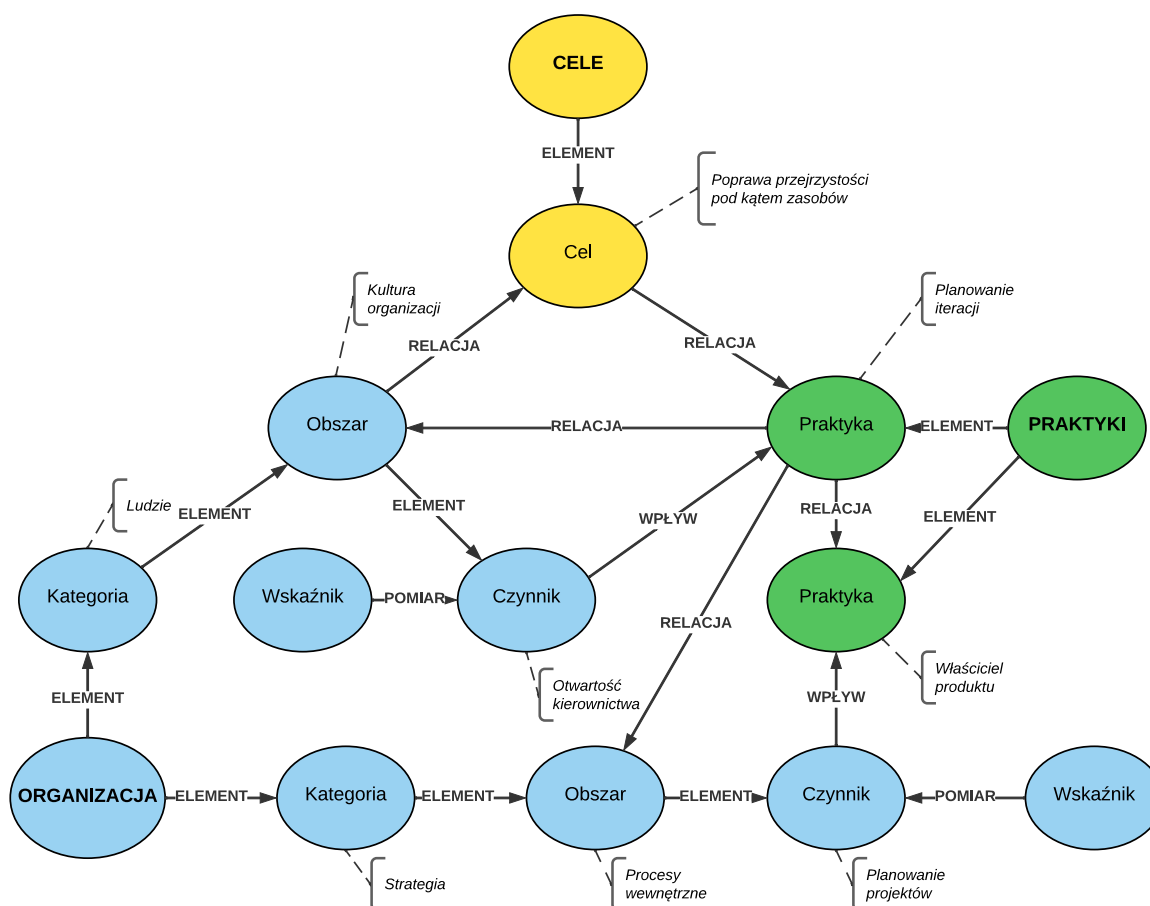 CELE
ELEMENT
Poprawa przejrzystości
pod kątem zasobów
Cel
Kultura
organizacji
Planowanie
iteracji
RELACJA
RELACJA
Obszar
RELACJA
Praktyka
ELEMENT
PRAKTYKI
Ludzie
ELEMENT
ELEMENT
WPŁYW
RELACJA
ELEMENT
Kategoria
Wskaźnik
POMIAR
Czynnik
Praktyka
RELACJA
Otwartość
kierownictwa
Właściciel
produktu
ELEMENT
WPŁYW
ORGANIZACJA
ELEMENT
Kategoria
ELEMENT
Obszar
ELEMENT
Czynnik
POMIAR
Wskaźnik
Strategia
Procesy
wewnętrzne
Planowanie
projektów